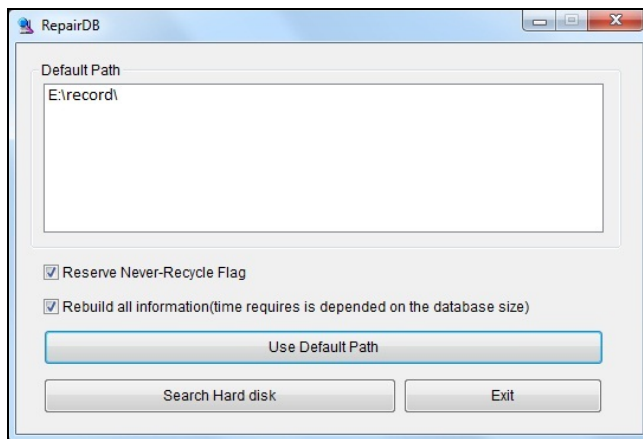 RepairDB
Default Path
E:\record\
Reserve Never-Recycle Flag
Rebuild all information(time requires is depended on the database size)
Use Default Path
Search Hard disk
Exit